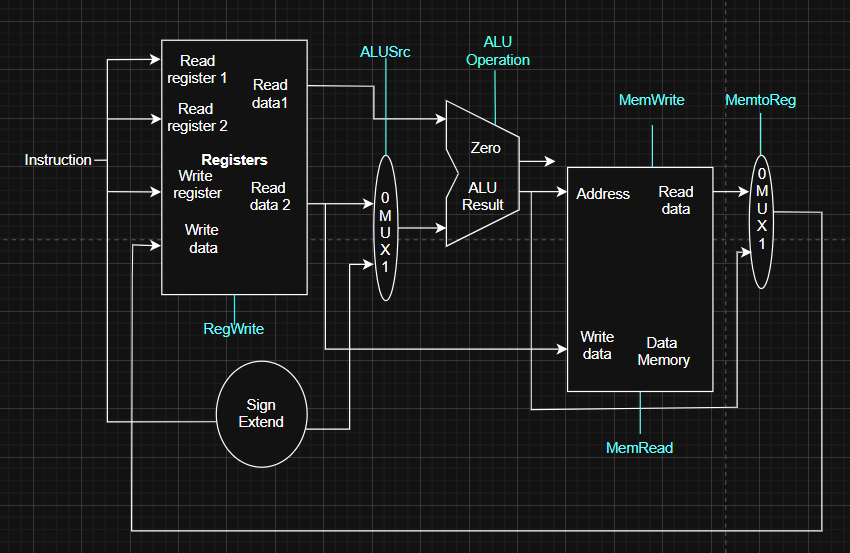 ALUSrc
ALU
Operation
MemWrite
MemtoReg
Instruction
Read
register 1
Read
data1
Read
register 2
Registers
Write
register
Read
data 2
Write
data
RegWrite
0
M
U
X
1
Zero
ALU
Result
Address
Read
data
Write
data
Data
Memory
MemRead
0
M
U
X
1
Sign
Extend